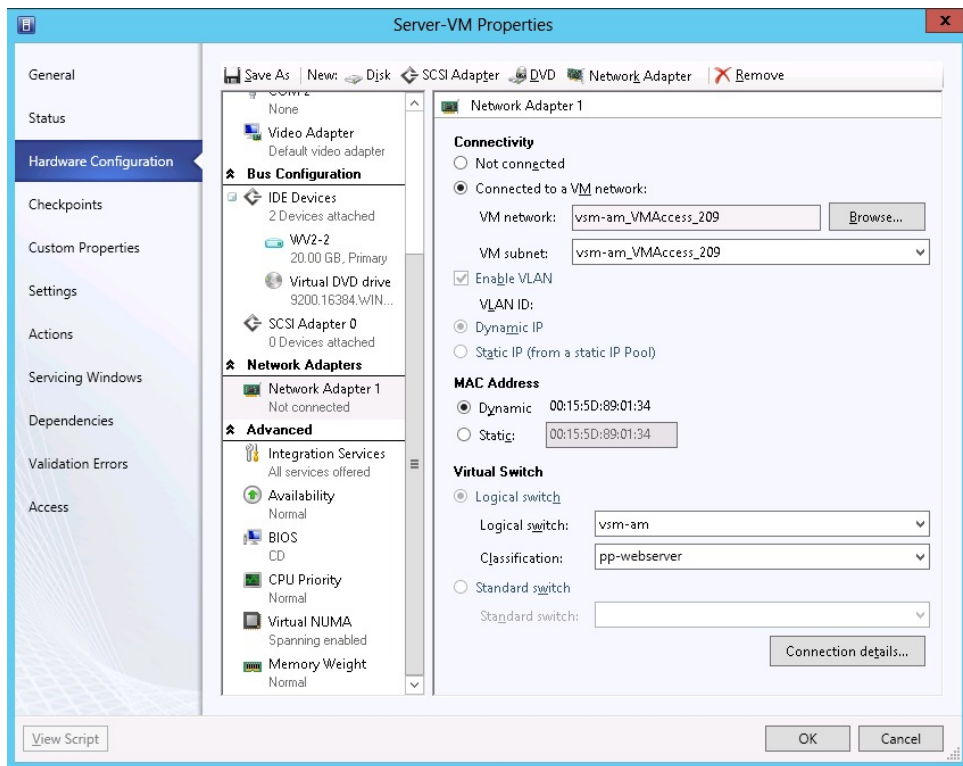 Server-VM Properties
x
General
Status
Hardware Configuration
Checkpoints
Custom Properties
Settings
Actions
Servicing Windows
Dependencies
Validation Errors
Access
Save As New: Disk SCSI Adapter DVD Network Adapter Remove
COM 2
None
Video Adapter
Default video adapter
Bus Configuration
IDE Devices
2 Devices attached
WV2-2
20.00 GB, Primary
Virtual DVD drive
9200.16384.WIN...
SCSI Adapter 0
0 Devices attached
Network Adapters
Network Adapter 1
Not connected
Advanced
Integration Services
All services offered
Availability
Normal
BIOS
CD
CPU Priority
Normal
Virtual NUMA
Spanning enabled
Memory Weight
Normal
Network Adapter 1
Connectivity
Not connected
Connected to a VM network:
VM network: vsm-am_VMAccess_209 Browse...
VM subnet: vsm-am_VMAccess_209
Enable VLAN
VLAN ID:
Dynamic IP
Static IP (from a static IP Pool)
MAC Address
Dynamic 00:15:5D:89:01:34
Static: 00:15:5D:89:01:34
Virtual Switch
Logical switch
Logical switch: vsm-am
Classification: pp-webserver
Standard switch
Standard switch:
Connection details...
View Script
OK Cancel